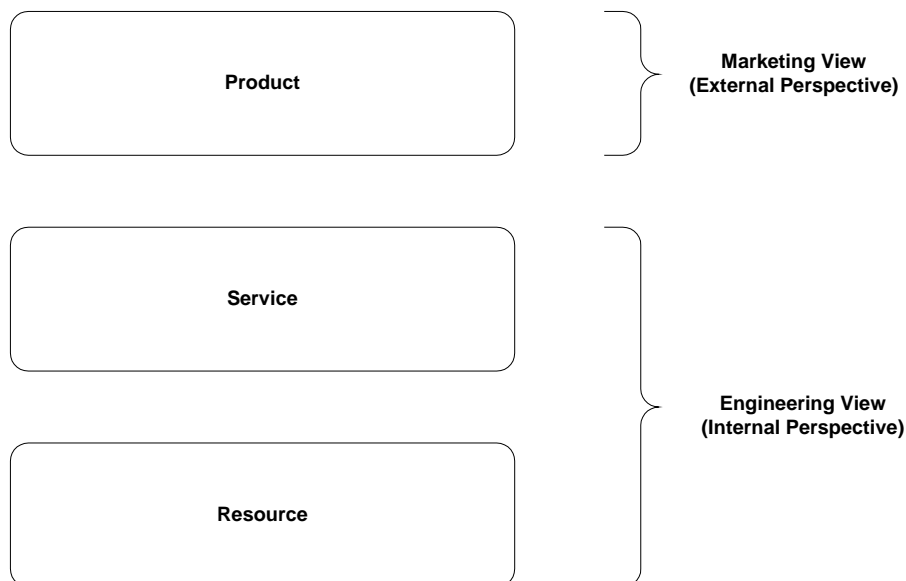 Product
Marketing View
(External Perspective)
Service
Engineering View
(Internal Perspective)
Resource